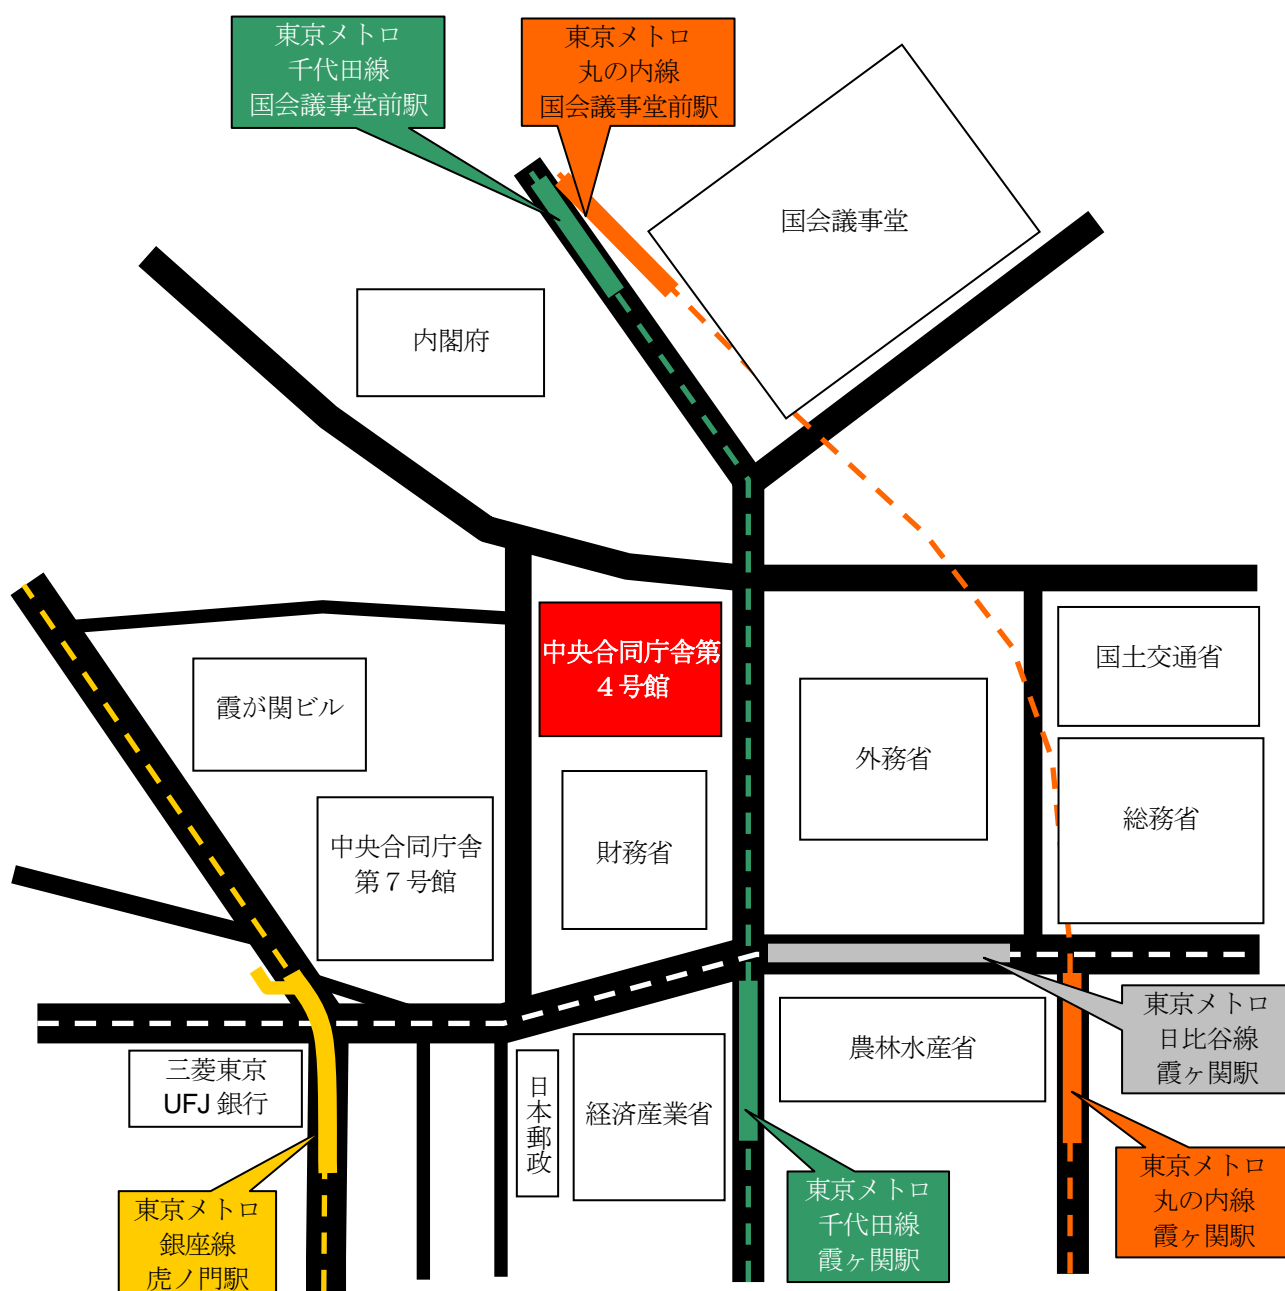 東京メトロ
千代田線
国会議事堂前駅
東京メトロ
丸の内線
国会議事堂前駅
国会議事堂
内閣府
中央合同庁舎第
４号館
国土交通省
霞が関ビル
外務省
総務省
中央合同庁舎
第７号館
財務省
東京メトロ
日比谷線
霞ヶ関駅
農林水産省
三菱東京
UFJ 銀行
日本郵政
経済産業省
東京メトロ
銀座線
虎ノ門駅
東京メトロ
千代田線
霞ヶ関駅
東京メトロ
丸の内線
霞ヶ関駅